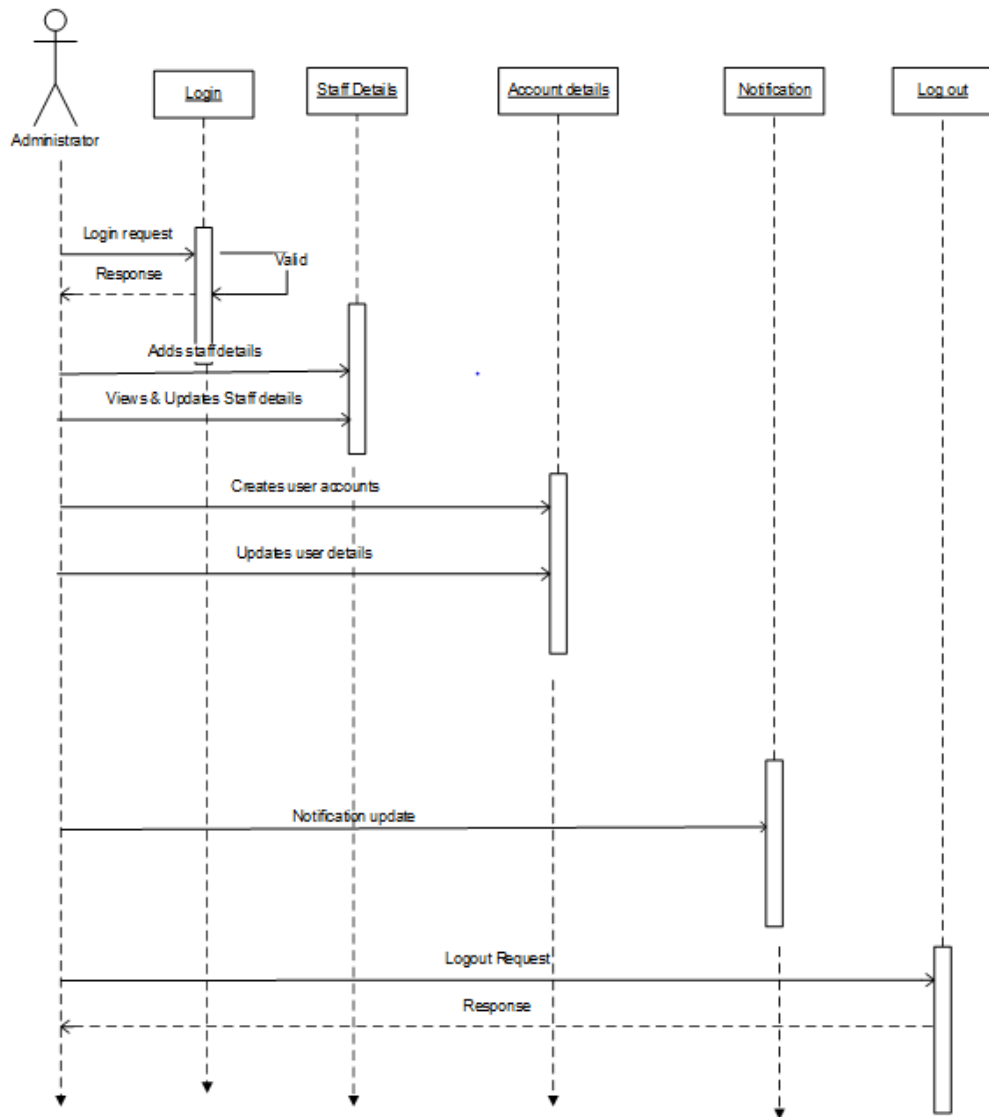 Administrator
Login
Staff Details
Account details
Notification
Log out
Login request
Valid
Response
Adds staff details
Views & Updates Staff details
Creates user accounts
Updates user details
Notification update
Logout Request
Response